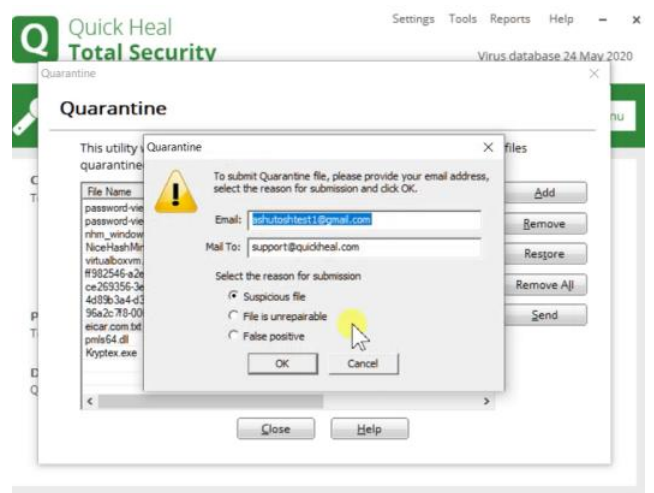 Quick Heal
Total Security
Settings Tools Reports Help
Virus database 24 May 2020
Quarantine
Quarantine
This utility
files
quarantine
Quarantine
To submit Quarantine file, please provide your email address,
select the reason for submission and click OK.
Email: ashutoshtest1@gmail.com
Mail To: support@quickheal.com
Select the reason for submission
Suspicious file
File is unrepairable
False positive
OK Cancel
File Name
password-vie
password-vie
nhm_window
NiceHashMin
virtualboxvm
ff982546-a2e
ce269356-3e
4d89b3a4-d3
96a2c7f8-00
eicar.com.txt
pmls64.dll
Kryptex.exe
Add
Remove
Restore
Remove All
Send
Close Help